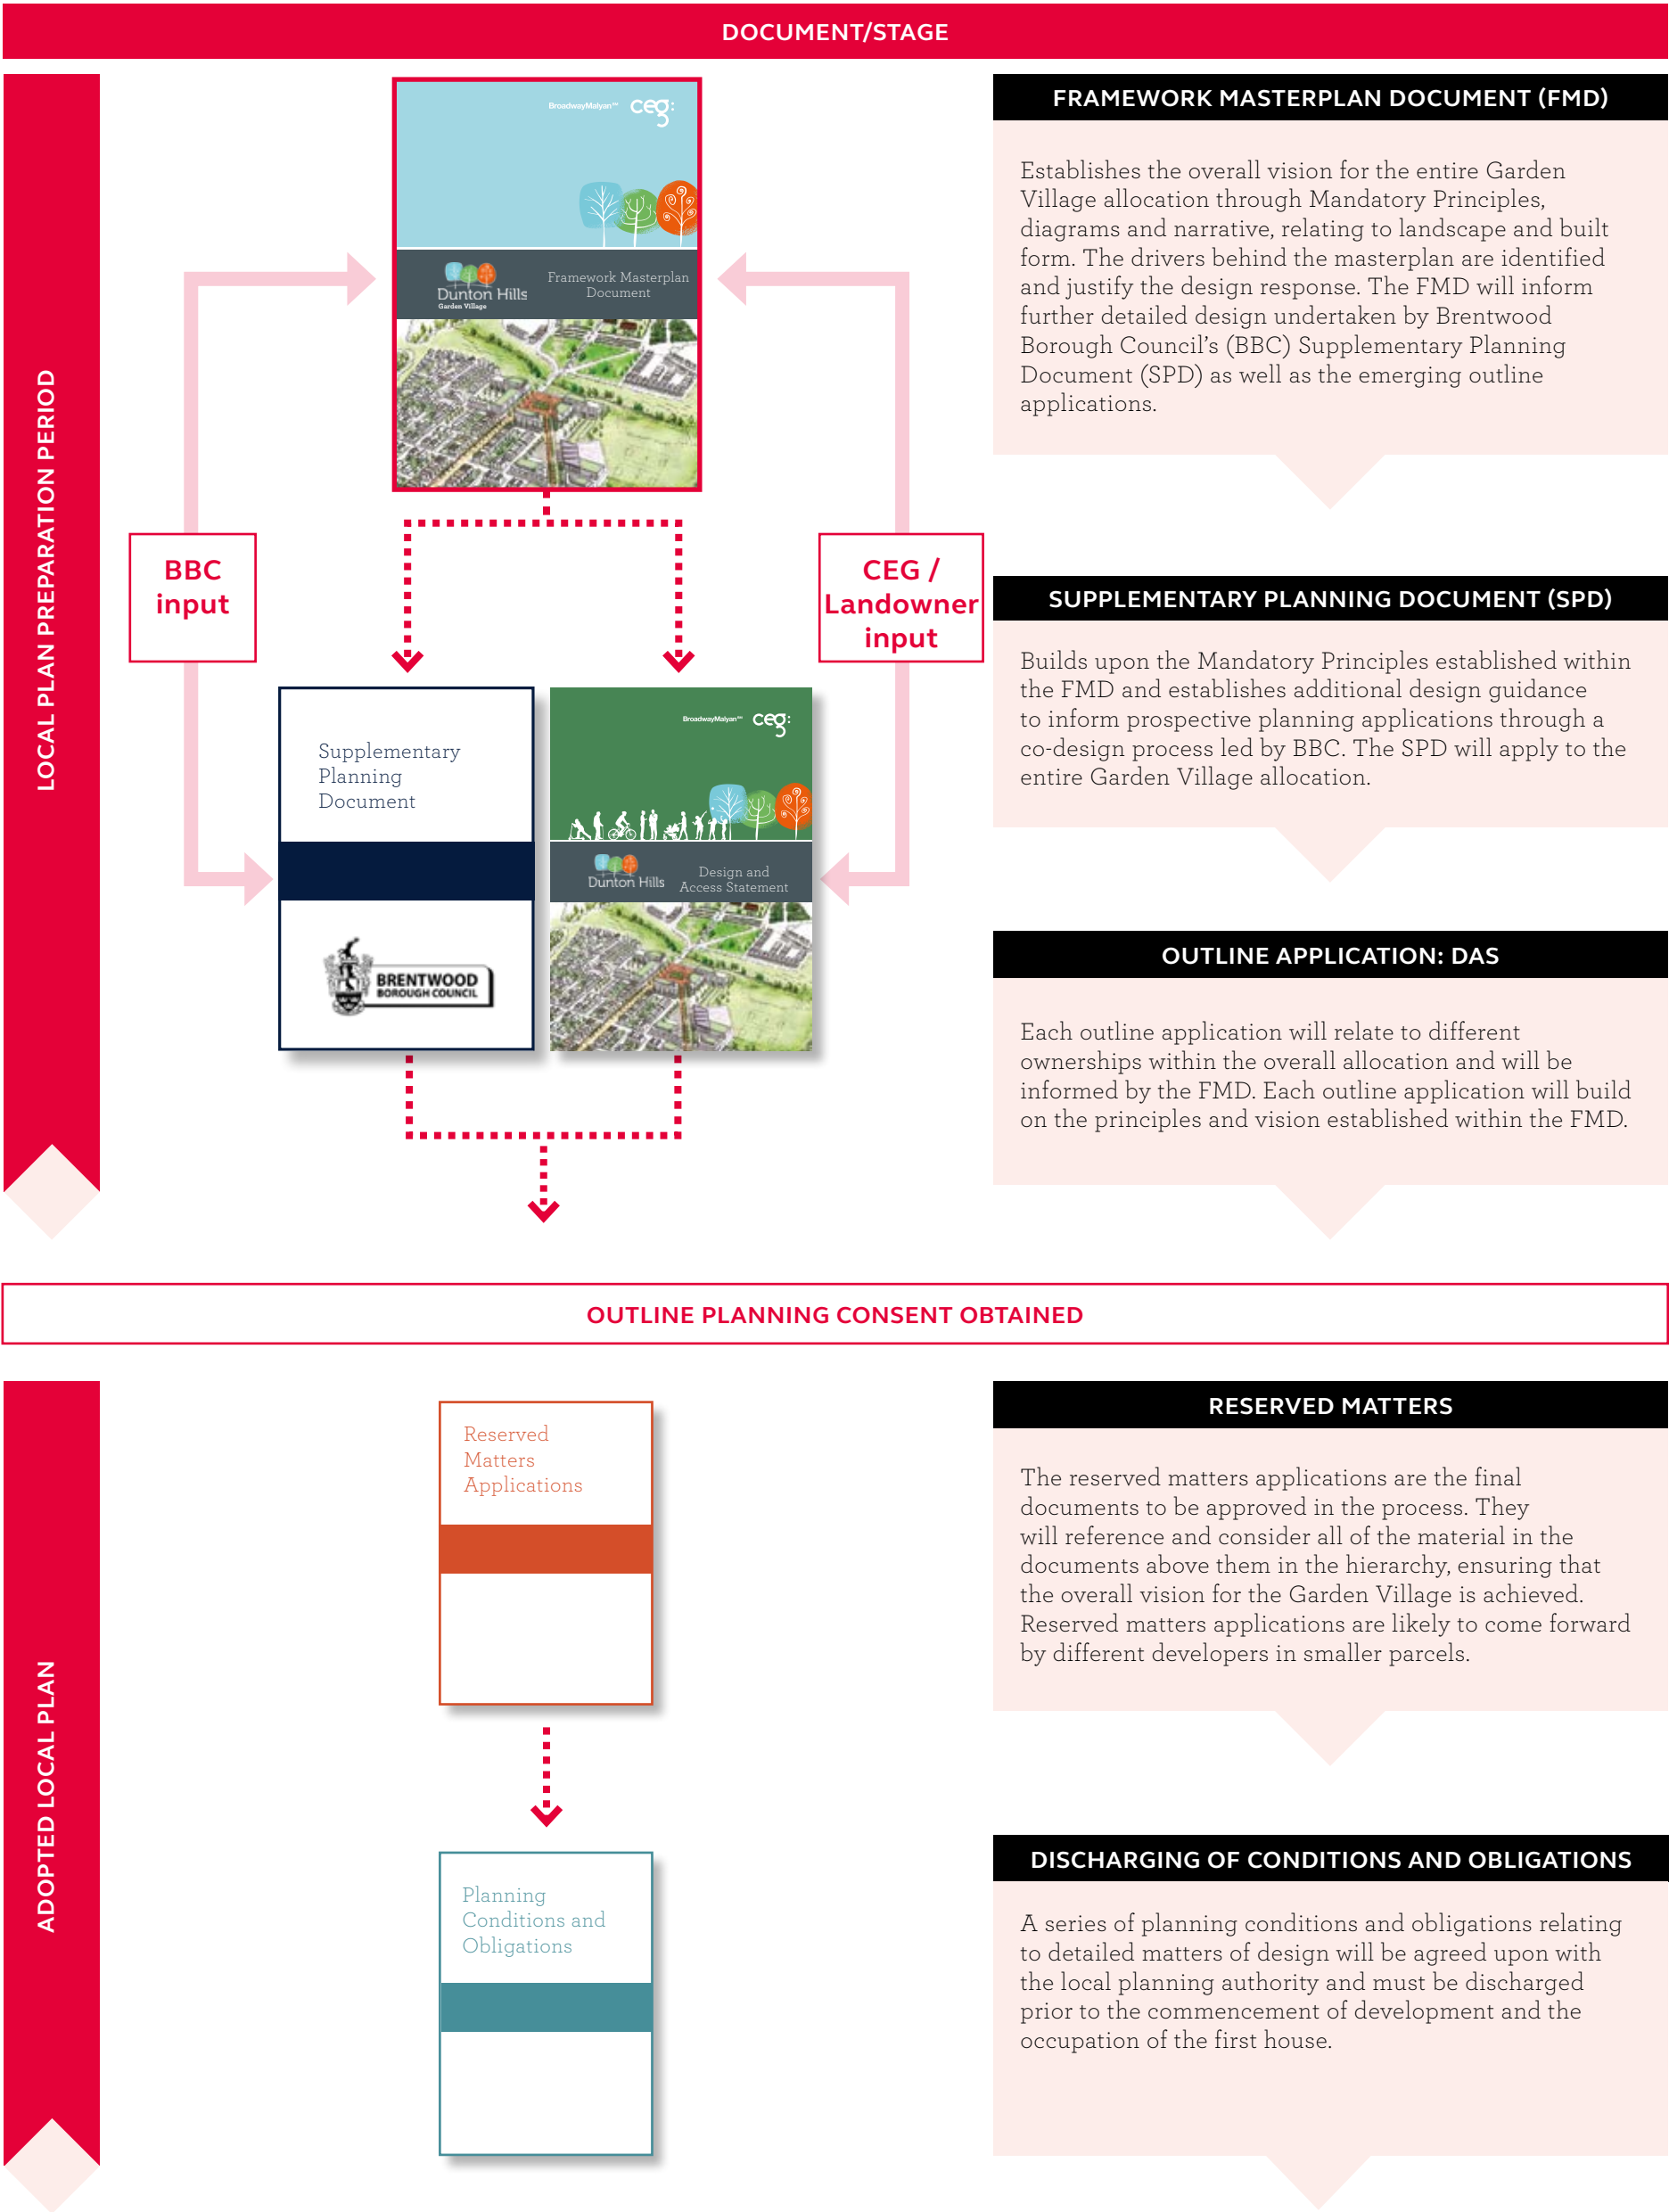 DOCUMENT/STAGE
LOCAL PLAN PREPARATION PERIOD
BroadwayMalyan™ ceg:
Dunton Hills
Garden Village
Framework Masterplan
Document
BBC
input
CEG /
Landowner
input
Supplementary
Planning
Document
BRENTWOOD
BOROUGH COUNCIL
BroadwayMalyan™ ceg:
Dunton Hills
Design and
Access Statement
FRAMEWORK MASTERPLAN DOCUMENT (FMD)
Establishes the overall vision for the entire Garden
Village allocation through Mandatory Principles,
diagrams and narrative, relating to landscape and built
form. The drivers behind the masterplan are identified
and justify the design response. The FMD will inform
further detailed design undertaken by Brentwood
Borough Council's (BBC) Supplementary Planning
Document (SPD) as well as the emerging outline
applications.
SUPPLEMENTARY PLANNING DOCUMENT (SPD)
Builds upon the Mandatory Principles established within
the FMD and establishes additional design guidance
to inform prospective planning applications through a
co-design process led by BBC. The SPD will apply to the
entire Garden Village allocation.
OUTLINE APPLICATION: DAS
Each outline application will relate to different
ownerships within the overall allocation and will be
informed by the FMD. Each outline application will build
on the principles and vision established within the FMD.
OUTLINE PLANNING CONSENT OBTAINED
ADOPTED LOCAL PLAN
Reserved
Matters
Applications
Planning
Conditions and
Obligations
RESERVED MATTERS
The reserved matters applications are the final
documents to be approved in the process. They
will reference and consider all of the material in the
documents above them in the hierarchy, ensuring that
the overall vision for the Garden Village is achieved.
Reserved matters applications are likely to come forward
by different developers in smaller parcels.
DISCHARGING OF CONDITIONS AND OBLIGATIONS
A series of planning conditions and obligations relating
to detailed matters of design will be agreed upon with
the local planning authority and must be discharged
prior to the commencement of development and the
occupation of the first house.